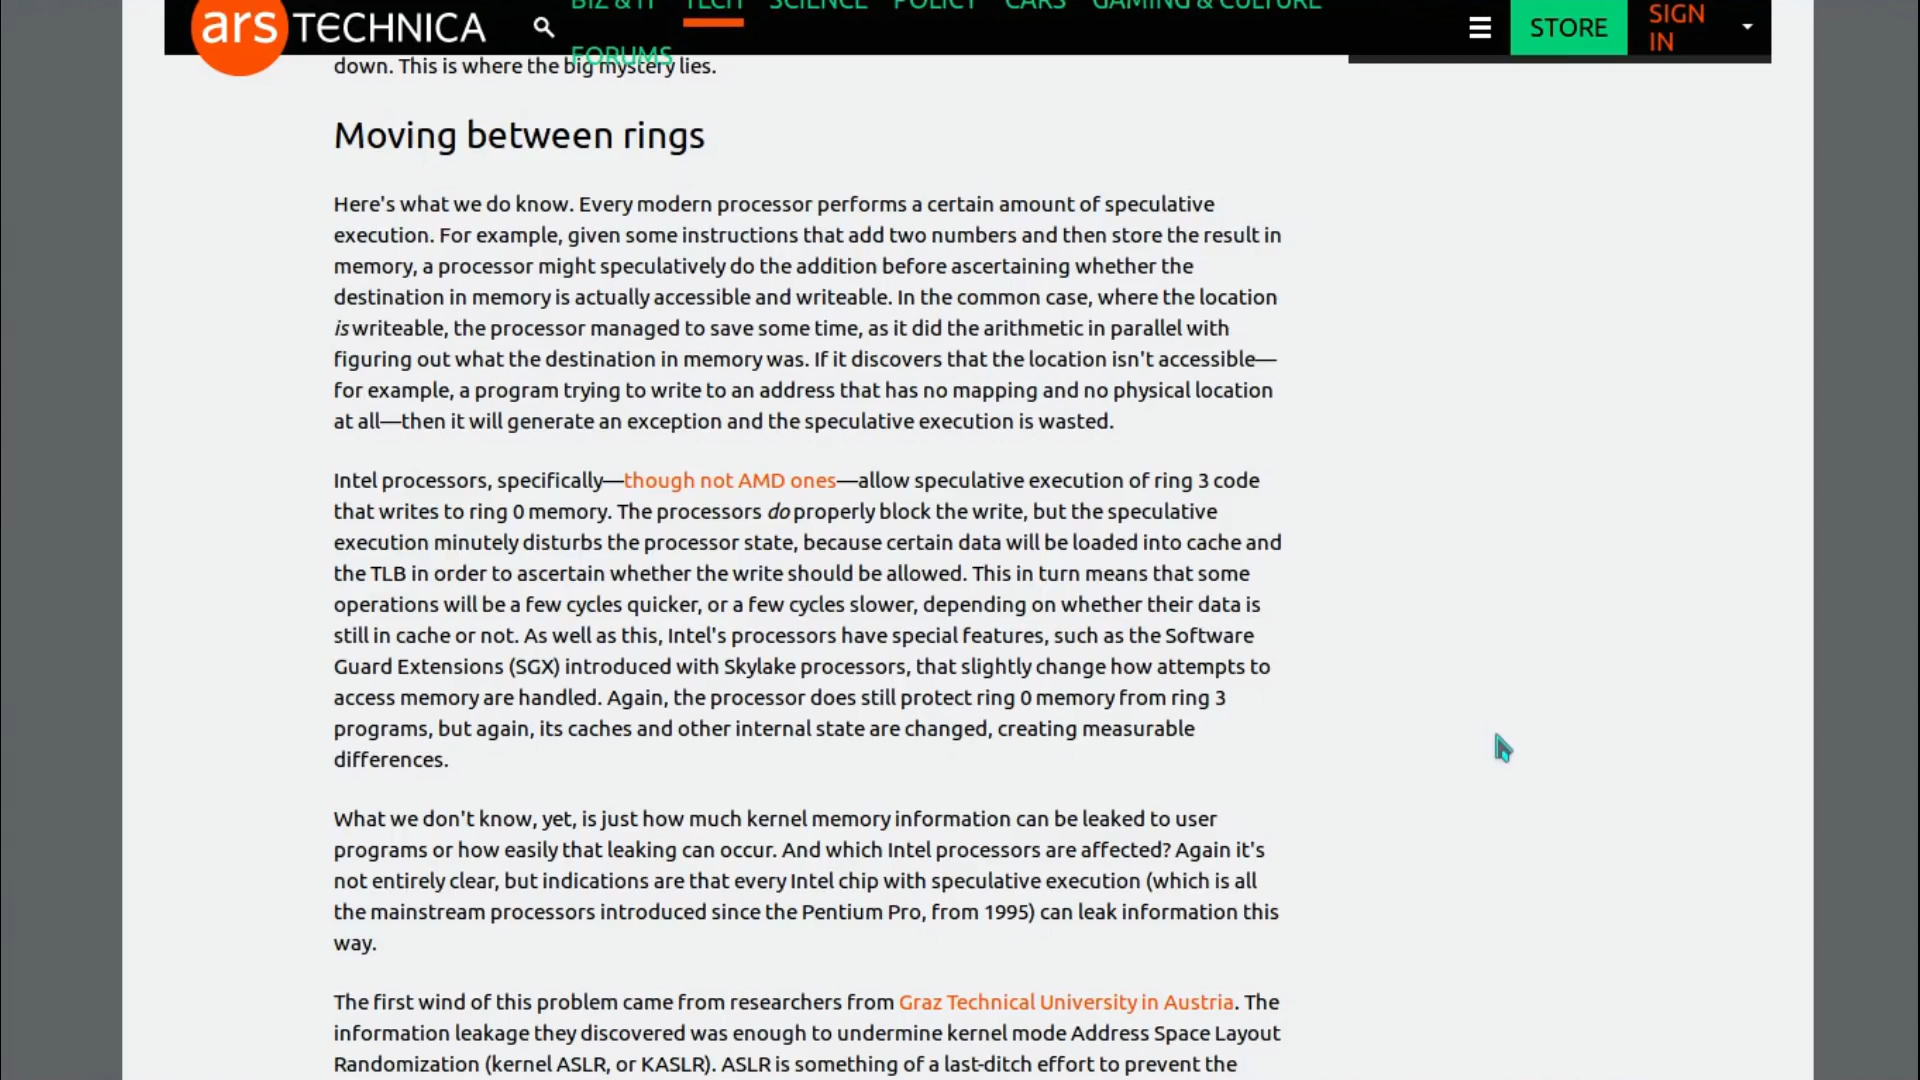 ars TECHNICA
BIZ & IT TECH SCIENCE POLICY CARS GAMING & CULTURE
FORUMS
STORE
SIGN IN
down. This is where the big mystery lies.
Moving between rings
Here's what we do know. Every modern processor performs a certain amount of speculative
execution. For example, given some instructions that add two numbers and then store the result in
memory, a processor might speculatively do the addition before ascertaining whether the
destination in memory is actually accessible and writeable. In the common case, where the location
is writeable, the processor managed to save some time, as it did the arithmetic in parallel with
figuring out what the destination in memory was. If it discovers that the location isn't accessible—
for example, a program trying to write to an address that has no mapping and no physical location
at all—then it will generate an exception and the speculative execution is wasted.
Intel processors, specifically—though not AMD ones—allow speculative execution of ring 3 code
that writes to ring 0 memory. The processors do properly block the write, but the speculative
execution minutely disturbs the processor state, because certain data will be loaded into cache and
the TLB in order to ascertain whether the write should be allowed. This in turn means that some
operations will be a few cycles quicker, or a few cycles slower, depending on whether their data is
still in cache or not. As well as this, Intel's processors have special features, such as the Software
Guard Extensions (SGX) introduced with Skylake processors, that slightly change how attempts to
access memory are handled. Again, the processor does still protect ring 0 memory from ring 3
programs, but again, its caches and other internal state are changed, creating measurable
differences.
What we don't know, yet, is just how much kernel memory information can be leaked to user
programs or how easily that leaking can occur. And which Intel processors are affected? Again it's
not entirely clear, but indications are that every Intel chip with speculative execution (which is all
the mainstream processors introduced since the Pentium Pro, from 1995) can leak information this
way.
The first wind of this problem came from researchers from Graz Technical University in Austria. The
information leakage they discovered was enough to undermine kernel mode Address Space Layout
Randomization (kernel ASLR, or KASLR). ASLR is something of a last-ditch effort to prevent the